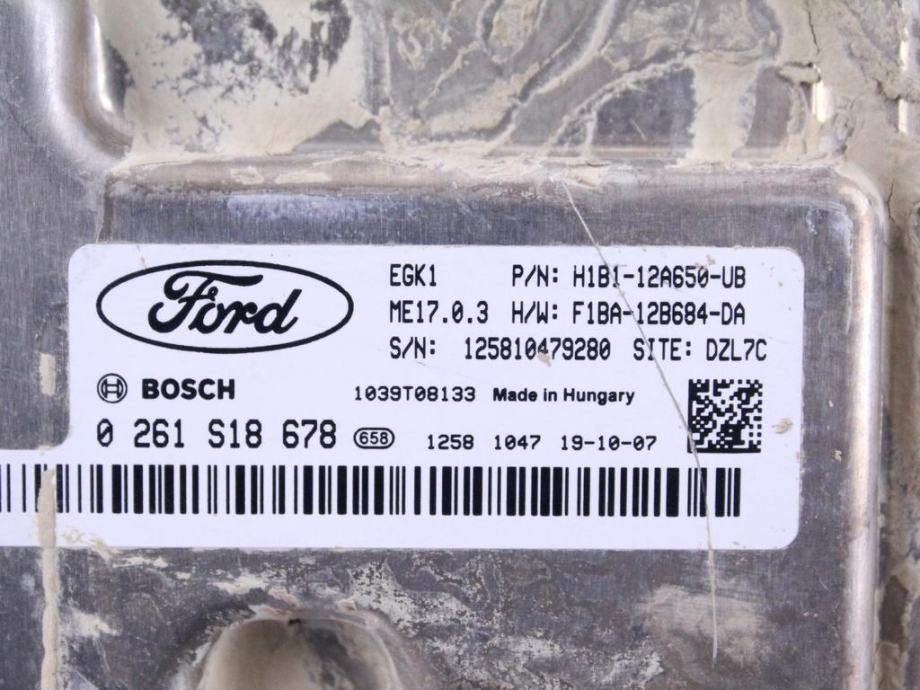 Ford
EGK1 P/N: H1B1-12A650-UB
ME17.0.3 H/W: F1BA-12B684-DA
S/N: 125810479280 SITE: DZL7C
BOSCH 1039T08133 Made in Hungary
0 261 S18 678 658 1258 1047 19-10-07